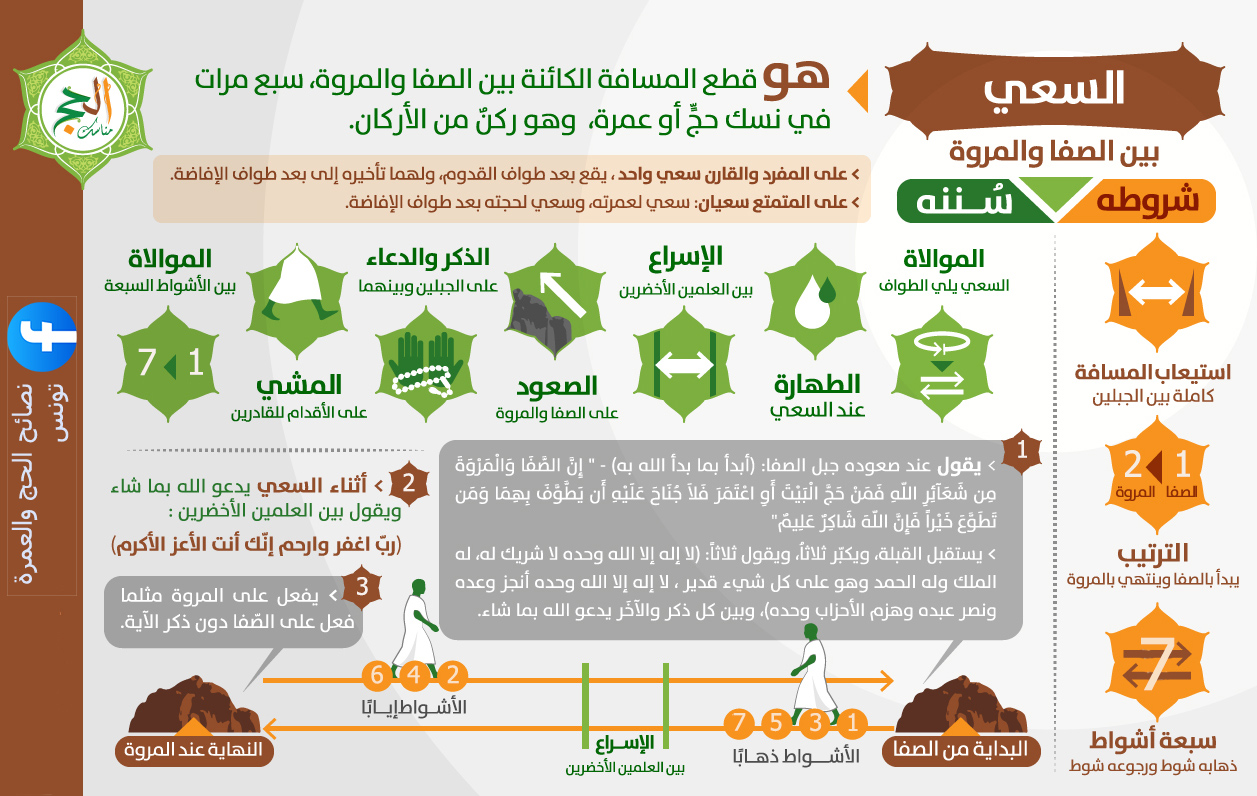 السعي
بين الصفا والمروة
هو قطع المسافة الكائنة بين الصفا والمروة، سبع مرات
في نسك حجٍّ أو عمرة، وهو ركنٌ من الأركان.
> على المفرد والقارن سعي واحد، يقع بعد طواف القدوم، ولهما تأخيره إلى بعد طواف الإفاضة.
> على المتمتع سعيان: سعي لعمرته، وسعي لحجته بعد طواف الإفاضة.
شروطه
استيعاب المسافة
كاملة بين الجبلين
1 2
الصفا المروة
الترتيب
يبدأ بالصفا وينتهي بالمروة
7
سبعة أشواط
ذهابه شوط ورجوعه شوط
سُــننه
الموالاة
السعي يلي الطواف
الطهارة
عند السعي
الإسراع
بين العلمين الأخضرين
الصعود
على الصفا والمروة
الذكر والدعاء
على الجبلين وبينهما
المشي
على الأقدام للقادرين
الموالاة
بين الأشواط السبعة
1 7
1
> يقول عند صعوده جبل الصفا: (أبدأ بما بدأ الله به) - " إِنَّ الصَّفَا وَالْمَرْوَةَ
مِن شَعَآئِرِ اللّهِ فَمَنْ حَجَّ الْبَيْتَ أَوِ اعْتَمَرَ فَلاَ جُنَاحَ عَلَيْهِ أَن يَطَّوَّفَ بِهِمَا وَمَن
تَطَوَّعَ خَيْراً فَإِنَّ اللّهَ شَاكِرٌ عَلِيمٌ"
> يستقبل القبلة، ويكبّر ثلاثاً، ويقول ثلاثاً: (لا إله إلا الله وحده لا شريك له، له
الملك وله الحمد وهو على كل شيء قدير ، لا إله إلا الله وحده أنجز وعده
ونصر عبده وهزم الأحزاب وحده)، وبين كل ذكر والآخَر يدعو الله بما شاء.
2
> أثناء السعي يدعو الله بما شاء
ويقول بين العلمين الأخضرين :
(ربّ اغفر وارحم إنّك أنت الأعز الأكرم)
3
> يفعل على المروة مثلما
فعل على الصّفا دون ذكر الآية.
2 4 6
الأشــواط إيــابًا
1 3 5 7
الأشـــــواط ذهــابًا
الإســراع
بين العلمين الأخضرين
البداية من الصفا
النهاية عند المروة
مناسك
الحج
نصائح الحج والعمرة
تونس